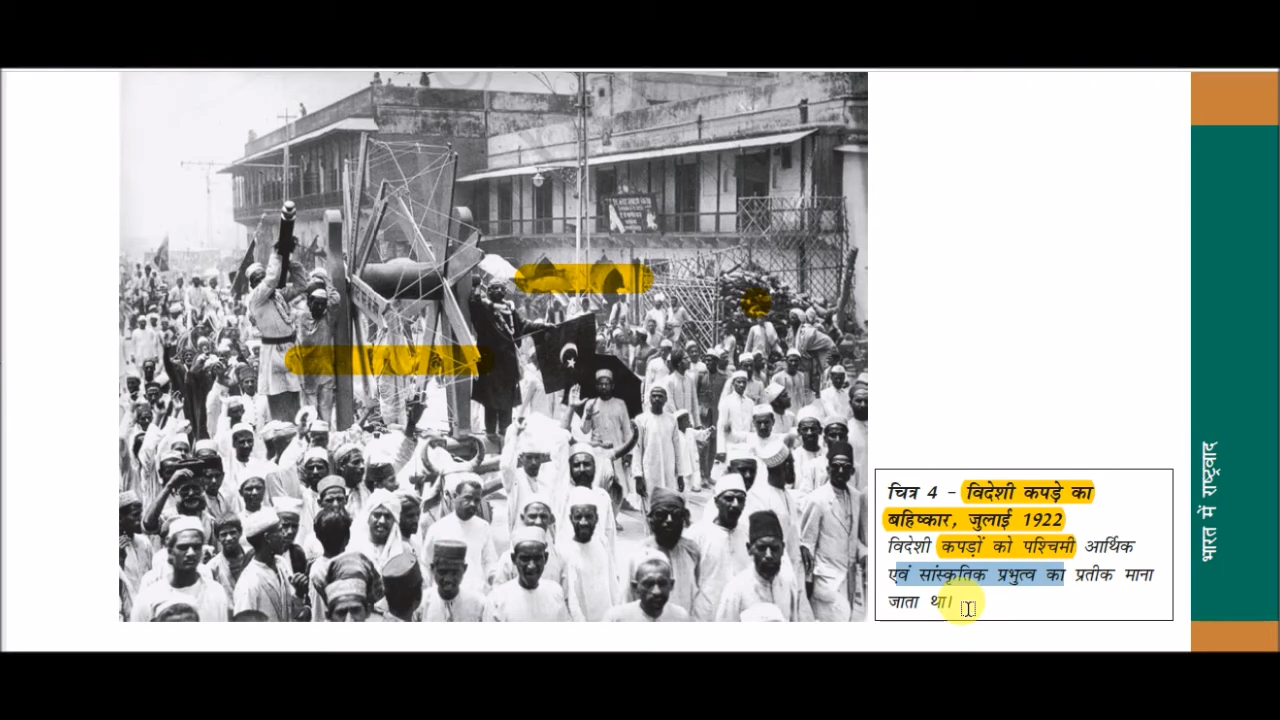 चित्र 4 – विदेशी कपड़े का
बहिष्कार, जुलाई 1922
विदेशी कपड़ों को पश्चिमी आर्थिक
एवं सांस्कृतिक प्रभुत्व का प्रतीक माना
जाता था।
भारत में राष्ट्रवाद